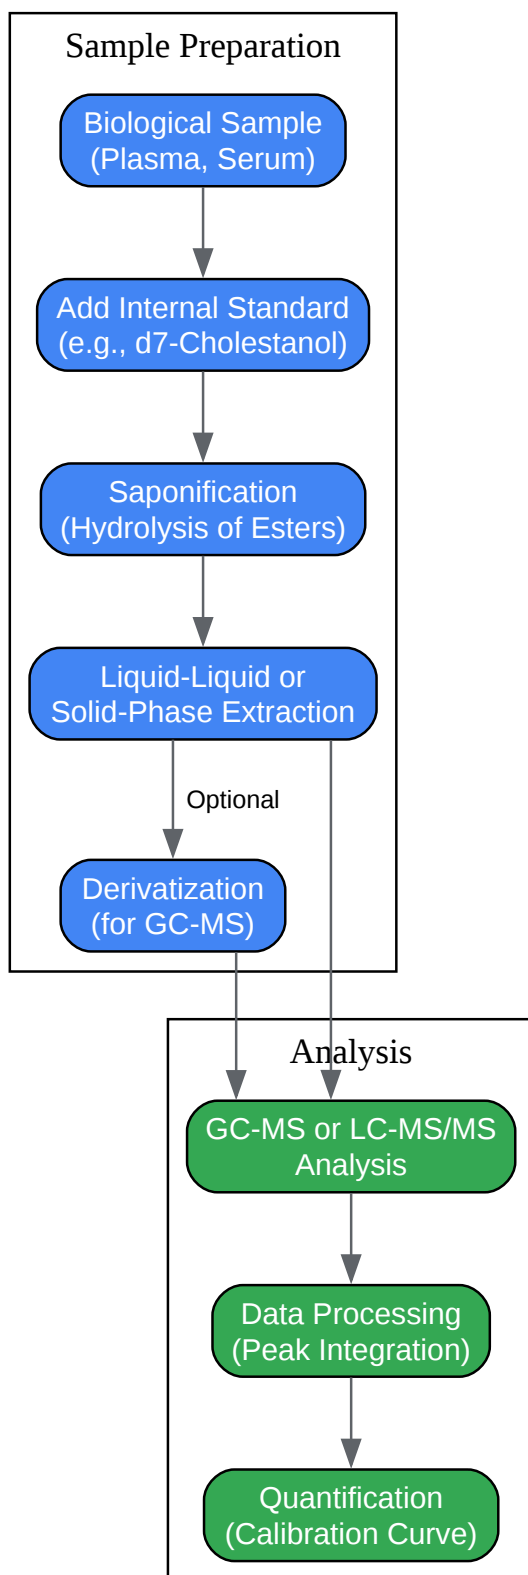 Sample Preparation
Biological Sample
(Plasma, Serum)
Add Internal Standard
(e.g., d7-Cholestanol)
Saponification
(Hydrolysis of Esters)
Liquid-Liquid or
Solid-Phase Extraction
Optional
Derivatization
(for GC-MS)
Analysis
GC-MS or LC-MS/MS
Analysis
Data Processing
(Peak Integration)
Quantification
(Calibration Curve)